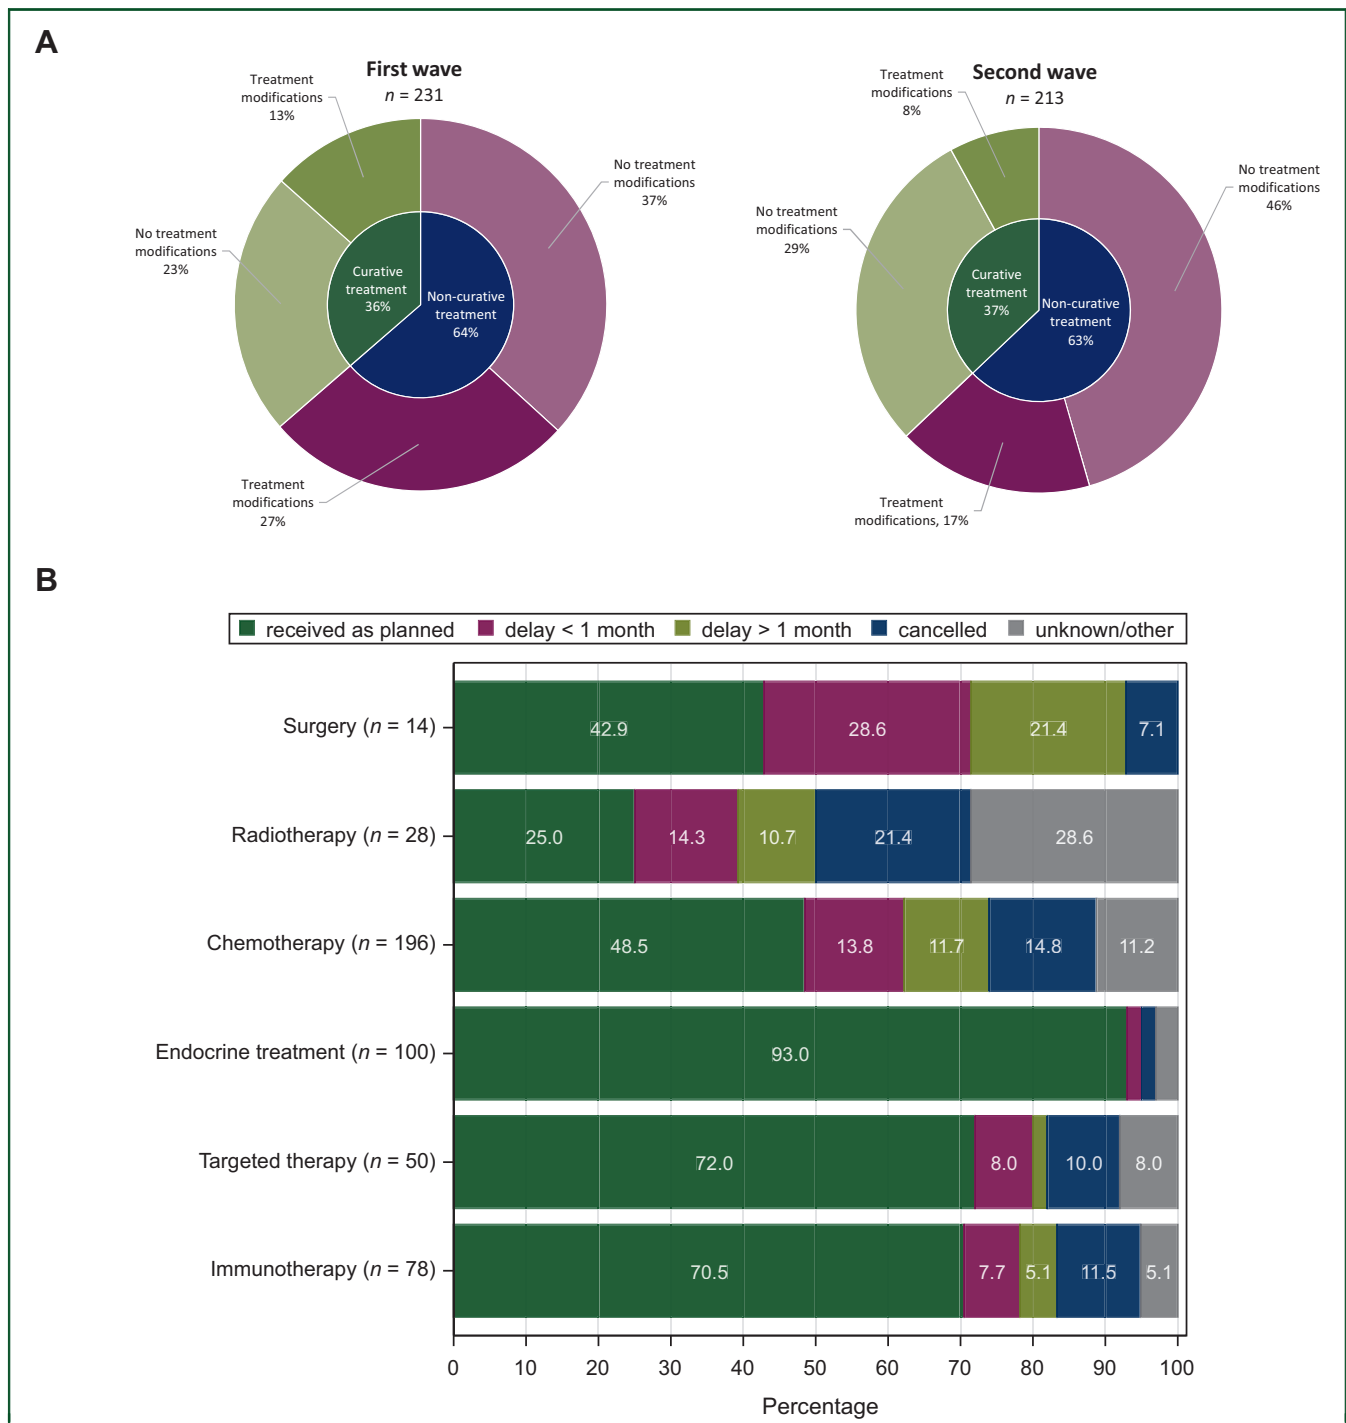 A
First wave
n = 231
Treatment
modifications
13%
No treatment
modifications
37%
No treatment
modifications
23%
Curative
treatment
36%
Non-curative
treatment
64%
Treatment
modifications
27%
Second wave
n = 213
Treatment
modifications
8%
No treatment
modifications
46%
No treatment
modifications
29%
Curative
treatment
37%
Non-curative
treatment
63%
Treatment
modifications, 17%
B
received as planned delay < 1 month delay > 1 month cancelled unknown/other
Surgery (n = 14) 42.9 28.6 21.4 7.1
Radiotherapy (n = 28) 25.0 14.3 10.7 21.4 28.6
Chemotherapy (n = 196) 48.5 13.8 11.7 14.8 11.2
Endocrine treatment (n = 100) 93.0
Targeted therapy (n = 50) 72.0 8.0 10.0 8.0
Immunotherapy (n = 78) 70.5 7.7 5.1 11.5 5.1
0 10 20 30 40 50 60 70 80 90 100
Percentage